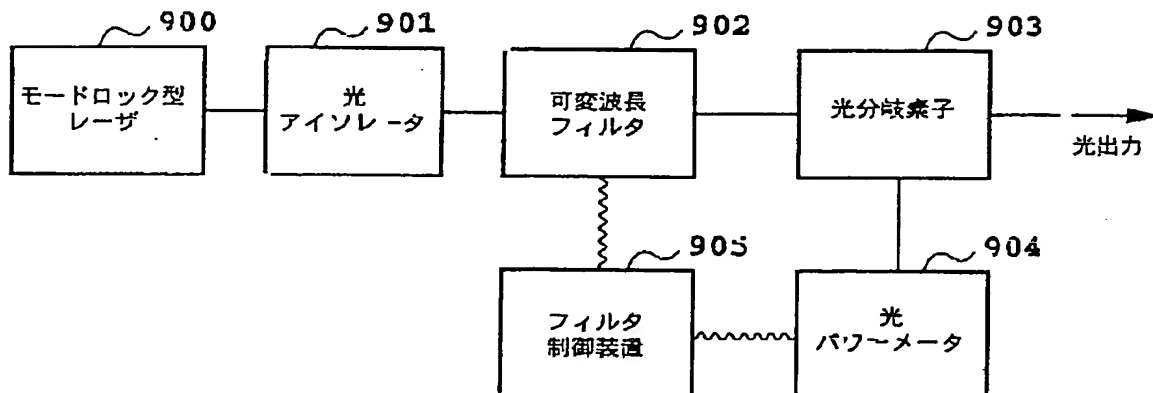 900
901
902
903
モードロック型
レーザ
光
アイソレータ
可変波長
フィルタ
光分岐素子
光出力
905
904
フィルタ
制御装置
光
パワーメータ